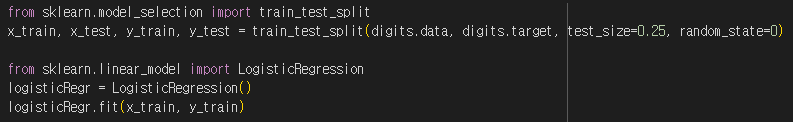 from sklearn.model_selection import train_test_split
x_train, x_test, y_train, y_test = train_test_split(digits.data, digits.target, test_size=0.25, random_state=0)
from sklearn.linear_model import LogisticRegression
logisticRegr = LogisticRegression()
logisticRegr.fit(x_train, y_train)